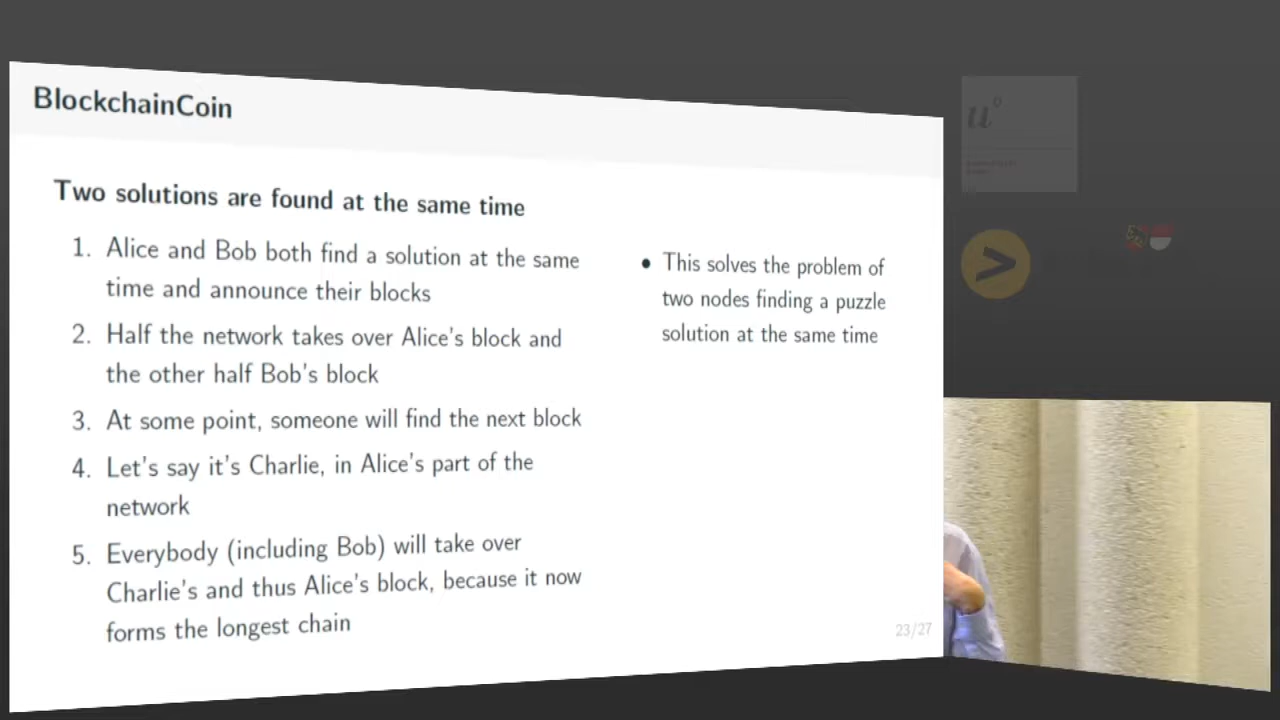 BlockchainCoin
Two solutions are found at the same time
1. Alice and Bob both find a solution at the same
time and announce their blocks
2. Half the network takes over Alice's block and
the other half Bob's block
3. At some point, someone will find the next block
4. Let's say it's Charlie, in Alice's part of the
network
5. Everybody (including Bob) will take over
Charlie's and thus Alice's block, because it now
forms the longest chain
• This solves the problem of
two nodes finding a puzzle
solution at the same time
23/27
u
b